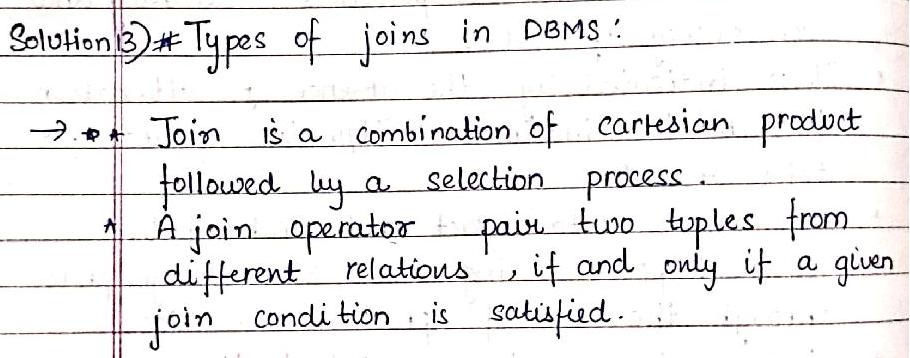 Solution 13) # Types of joins in DBMS :
→ * * Join is a combination of cartesian product
followed by a selection process.
* A join operator pair two tuples from
different relations, if and only if a given
join condition is satisfied.